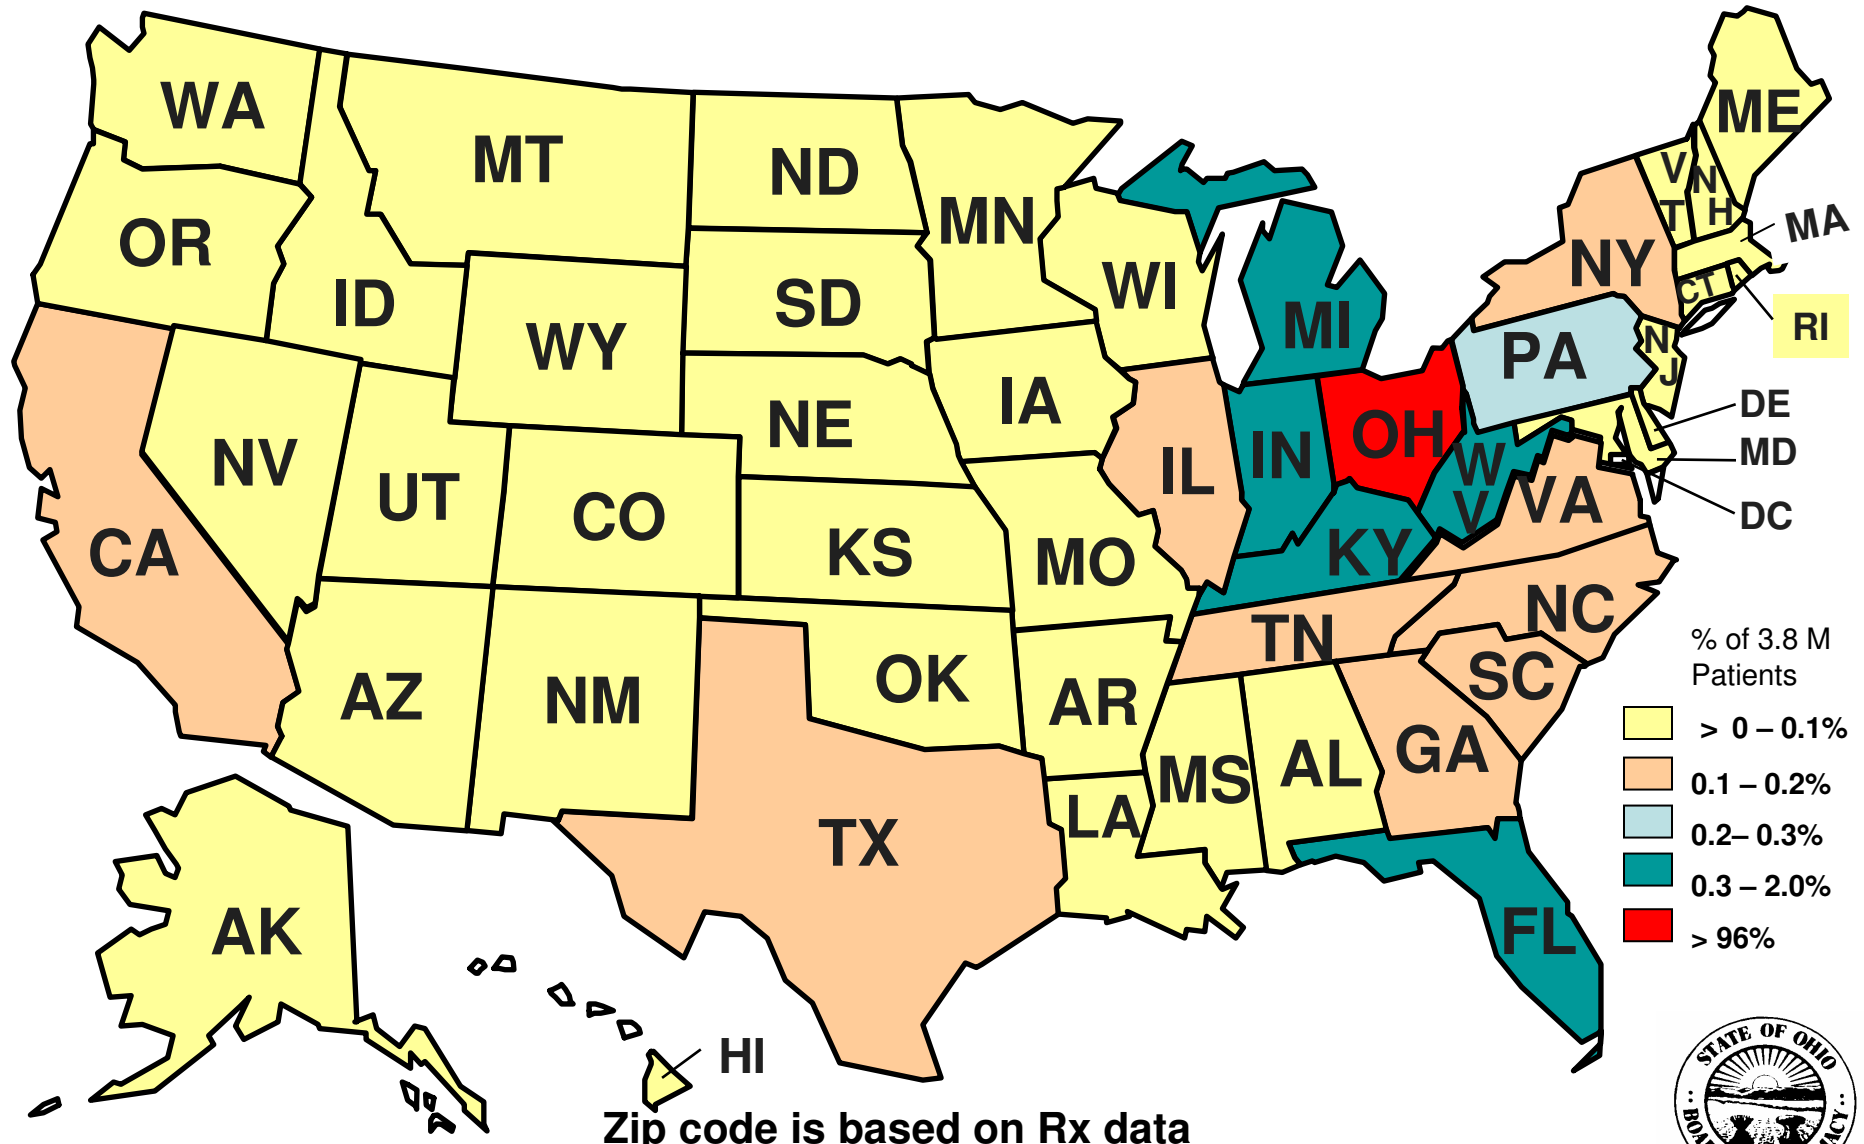 WA
MT
ND
MN
OR
ID
SD
WI
WY
MI
NY
V
T
N
H
ME
MA
CT
RI
PA
N
J
NE
IA
NV
UT
CO
KS
MO
IL
IN
OH
W
V
VA
DE
MD
DC
CA
KY
TN
NC
SC
AZ
NM
OK
AR
MS
AL
GA
LA
TX
FL
AK
HI
% of 3.8 M
Patients
> 0 – 0.1%
0.1 – 0.2%
0.2– 0.3%
0.3 – 2.0%
> 96%
Zip code is based on Rx data
STATE OF OHIO